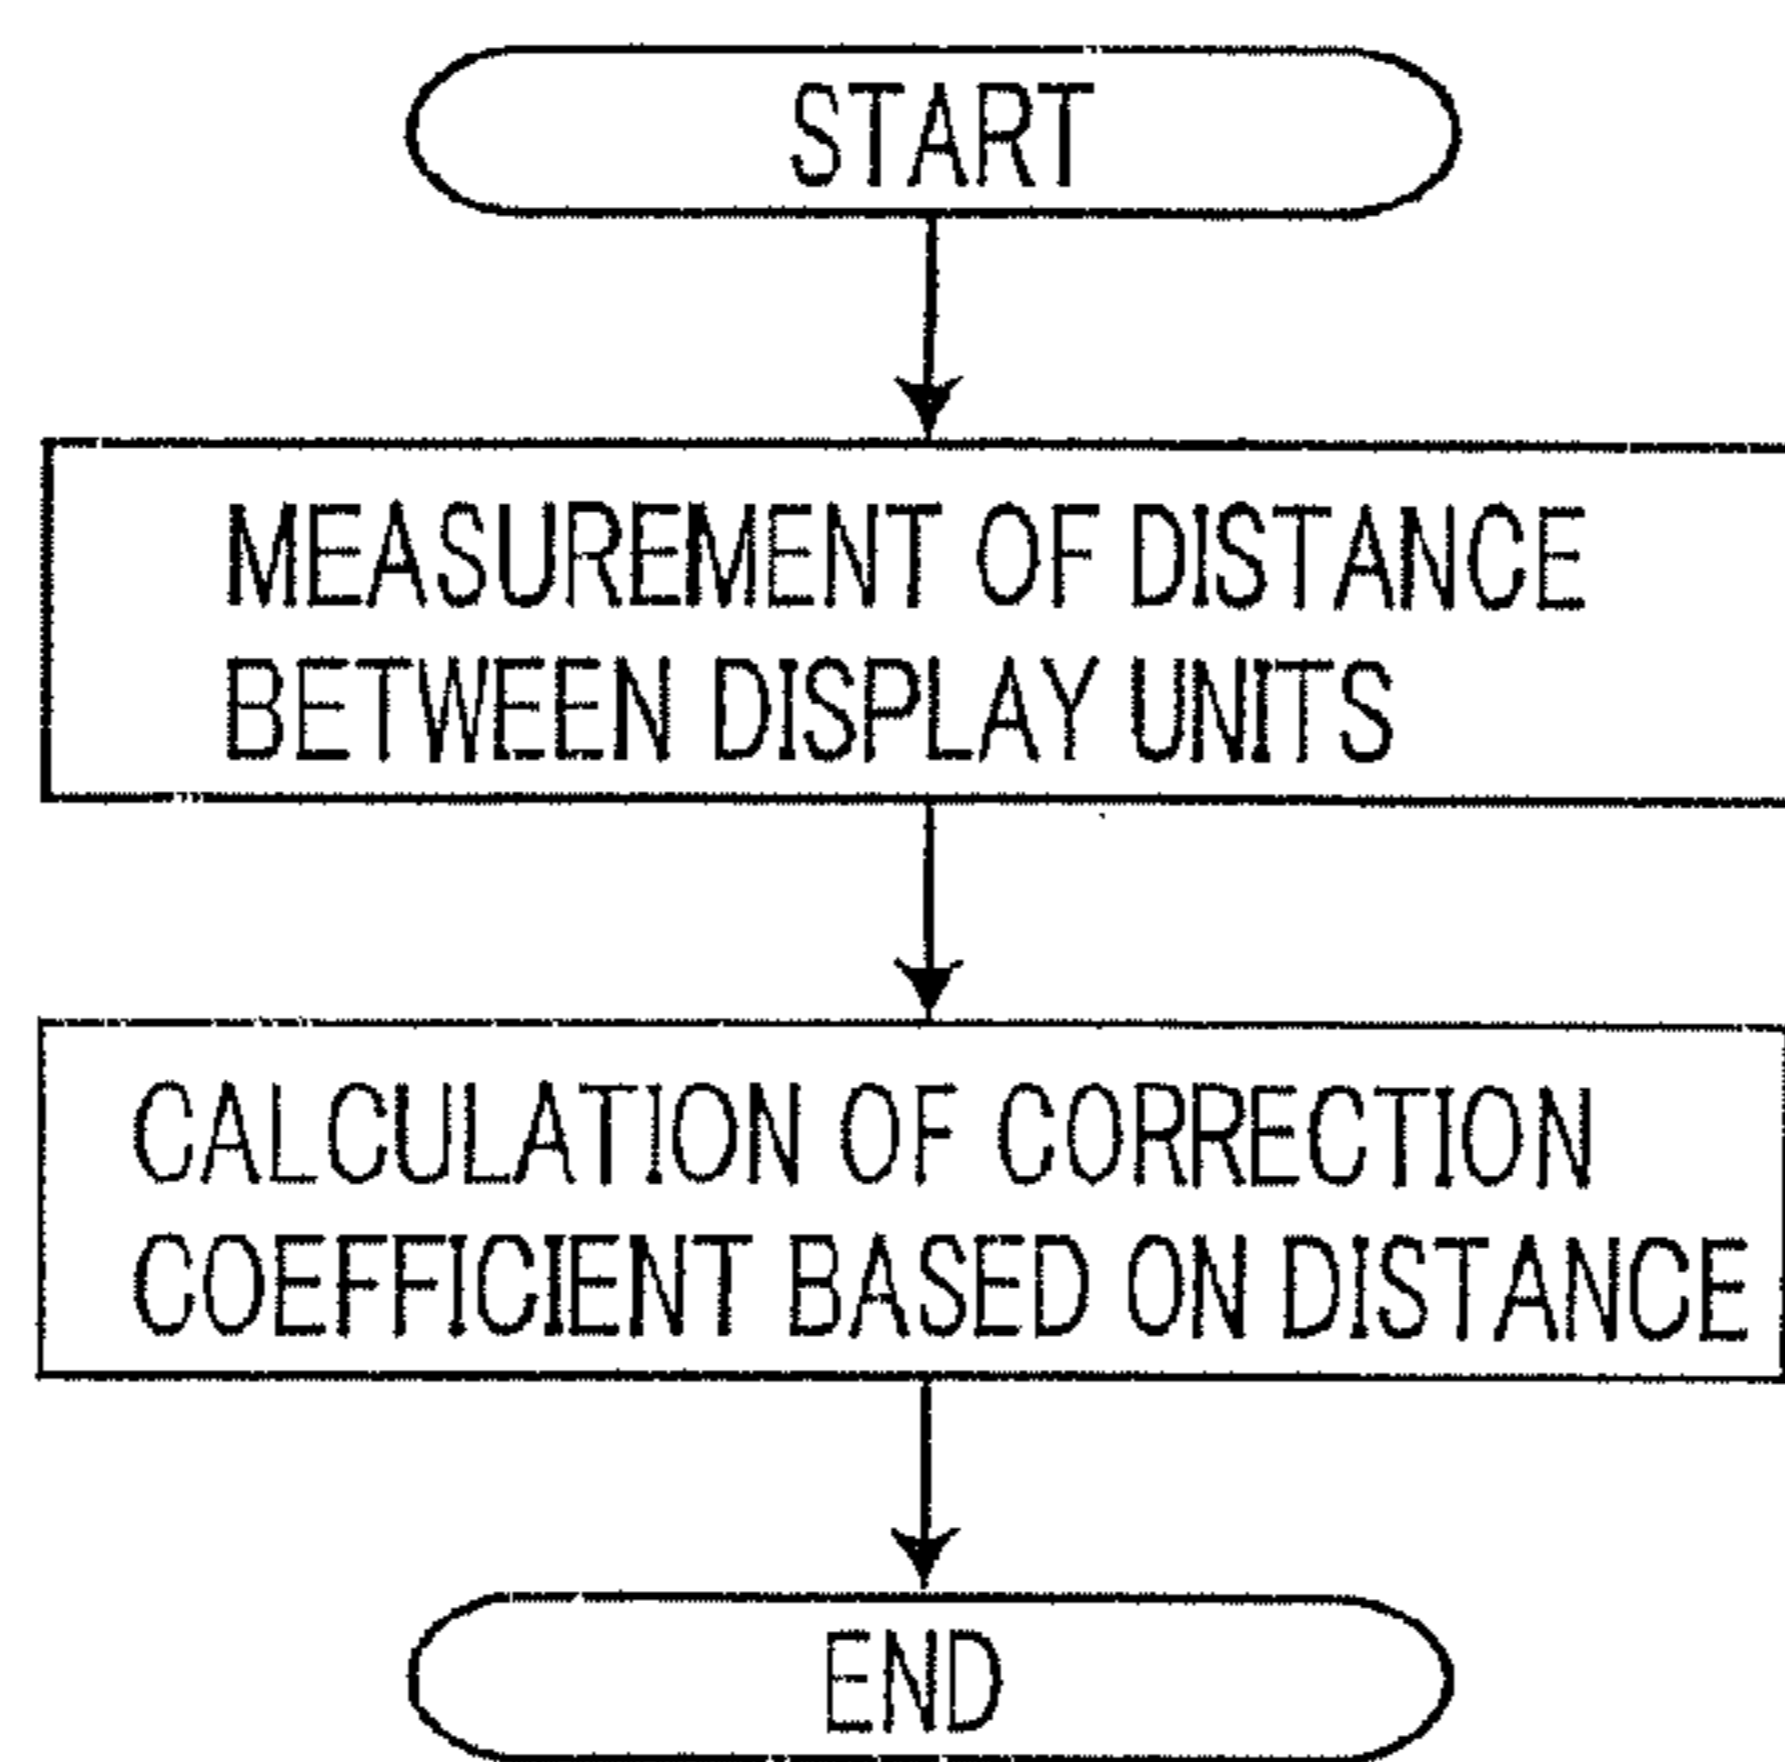 START
MEASUREMENT OF DISTANCE
BETWEEN DISPLAY UNITS
CALCULATION OF CORRECTION
COEFFICIENT BASED ON DISTANCE
END